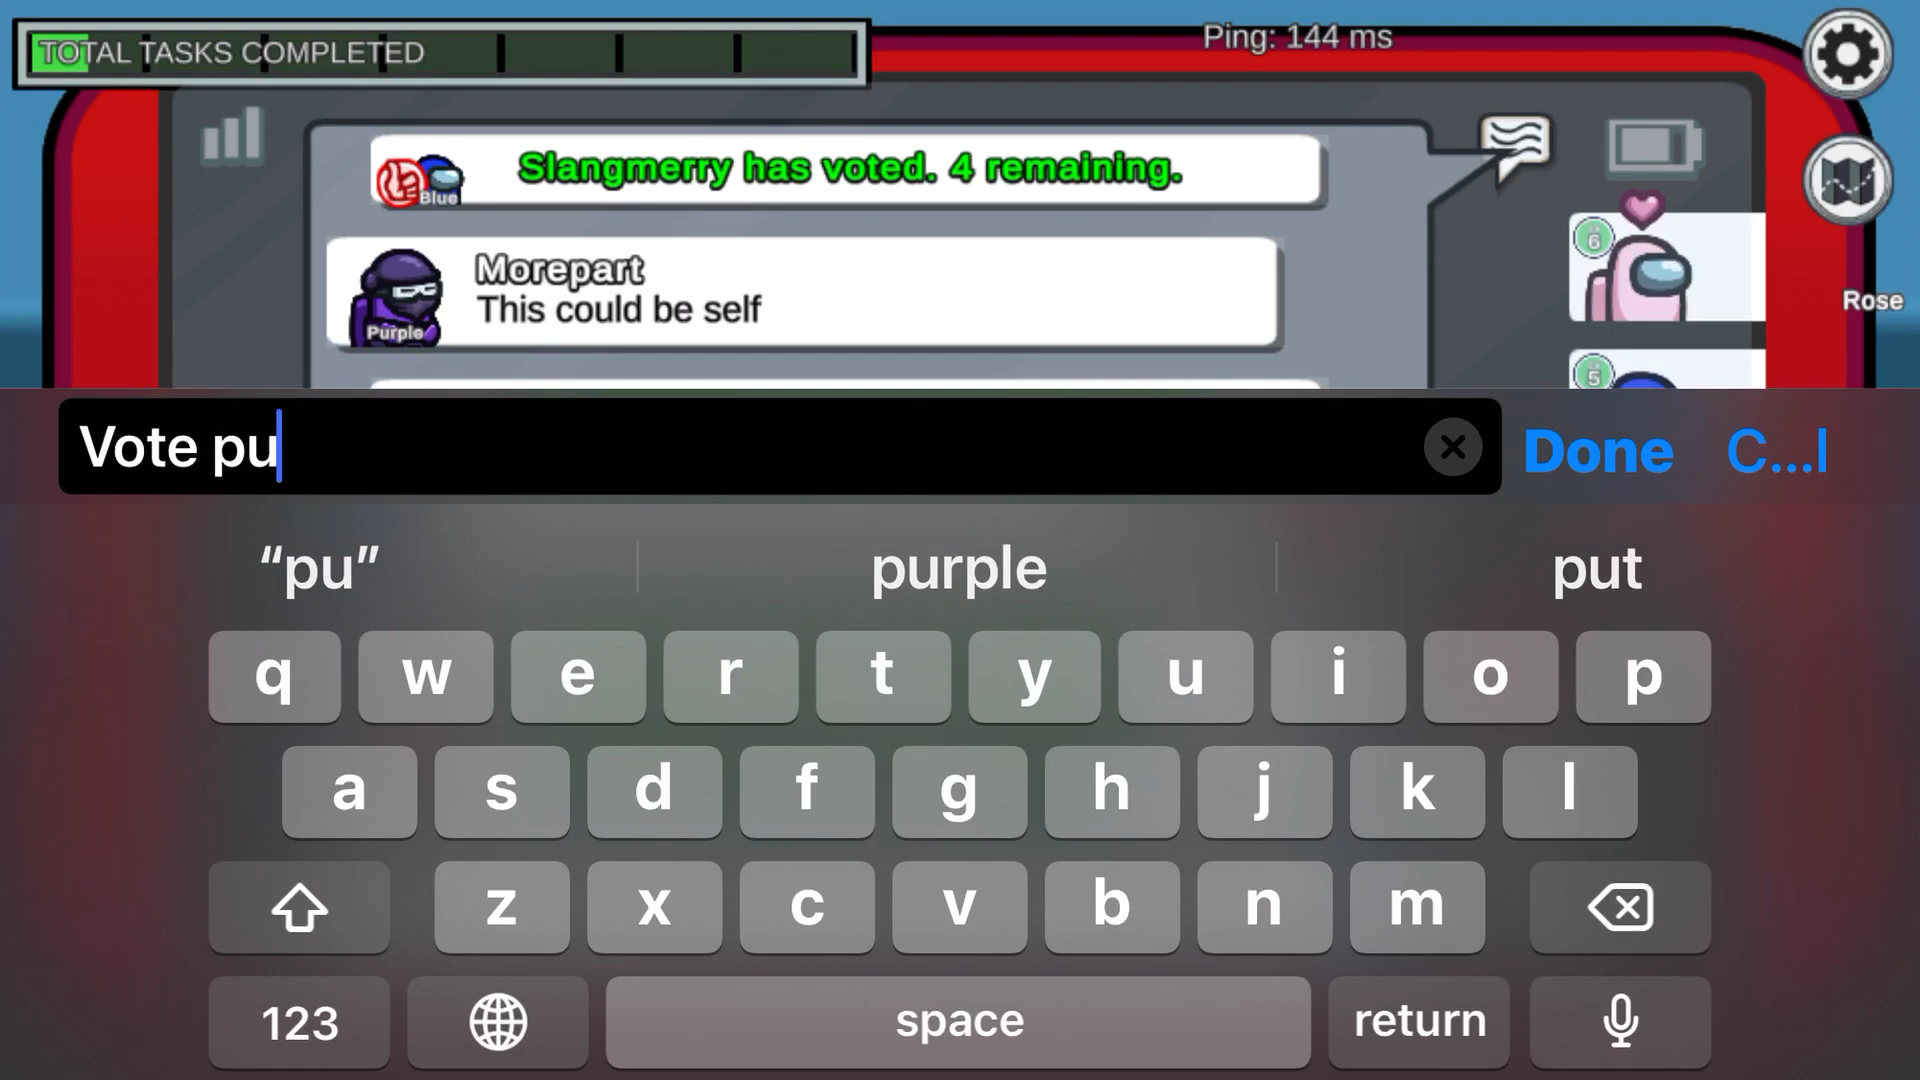 TOTAL TASKS COMPLETED
Ping: 144 ms
Slangmerry has voted. 4 remaining.
Blue
Morepart
This could be self
Purple
6
Rose
5
Vote pu
Done
C...l
“pu”
purple
put
q w e r t y u i o p
a s d f g h j k l
z x c v b n m
123
space
return